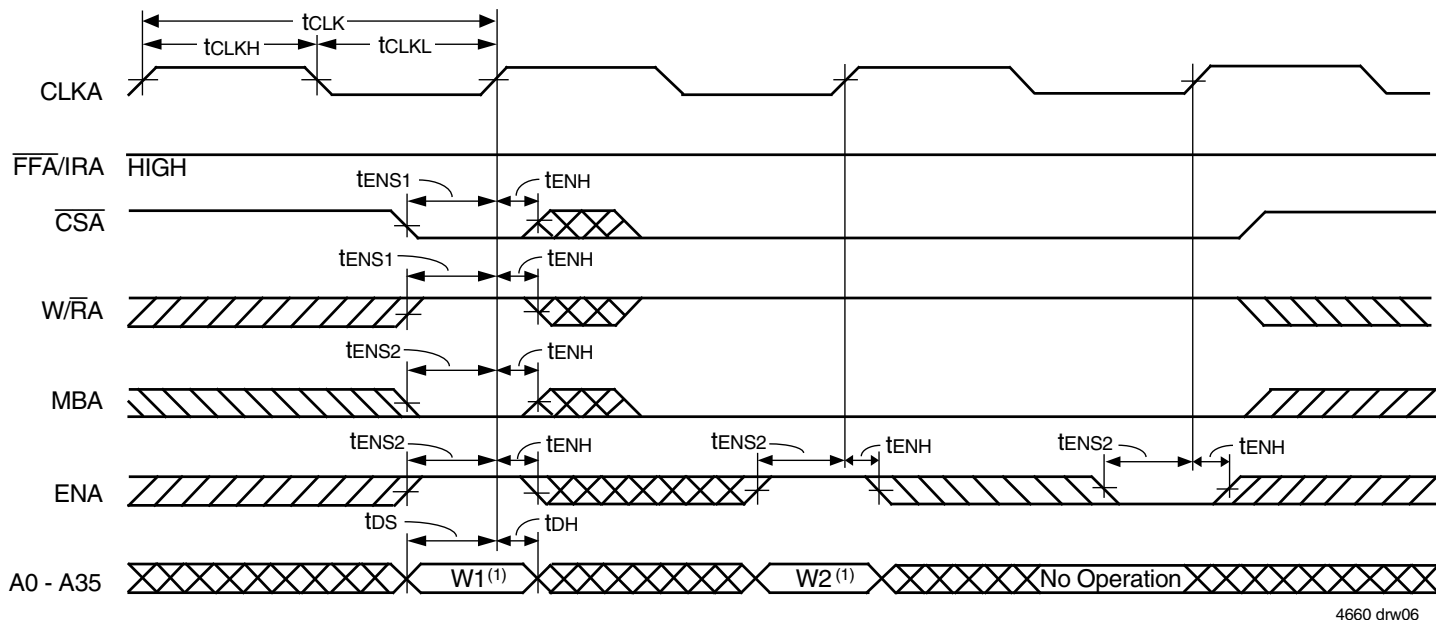 tCLK
tCLKH tCLKL
CLKA
FFA/IRA HIGH
tENS1 tENH
CSA
tENS1 tENH
W/RA
tENS2 tENH
MBA
tENS2 tENH tENS2 tENH tENS2 tENH
ENA
tDS tDH
A0 - A35 W1(1) W2(1) No Operation
4660 drw06